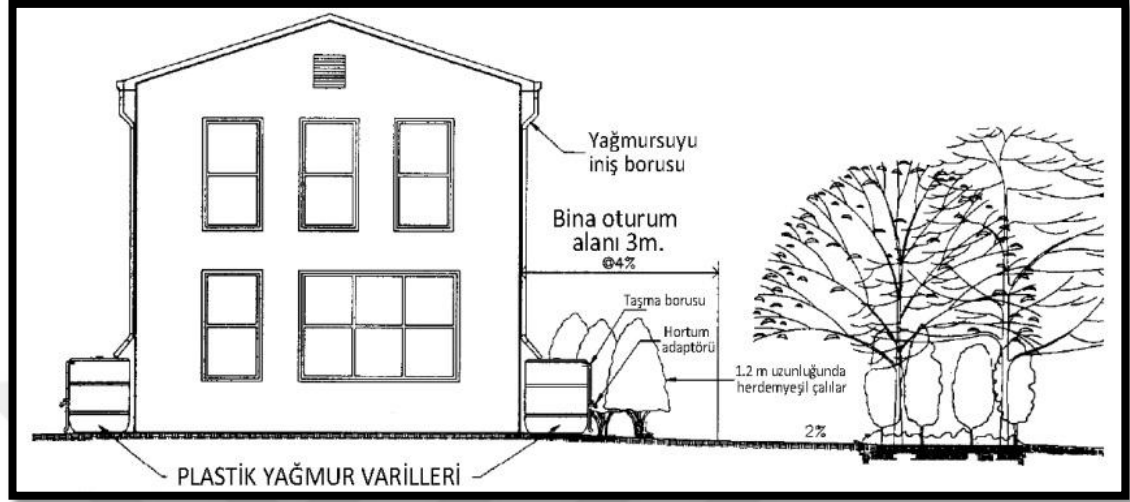 Yağmursuyu
iniş borusu
Bina oturum
alanı 3m.
@4%
Taşma borusu
Hortum
adaptörü
1.2 m uzunluğunda
herdemyeşil çalılar
2%
PLASTİK YAĞMUR VARİLLERİ